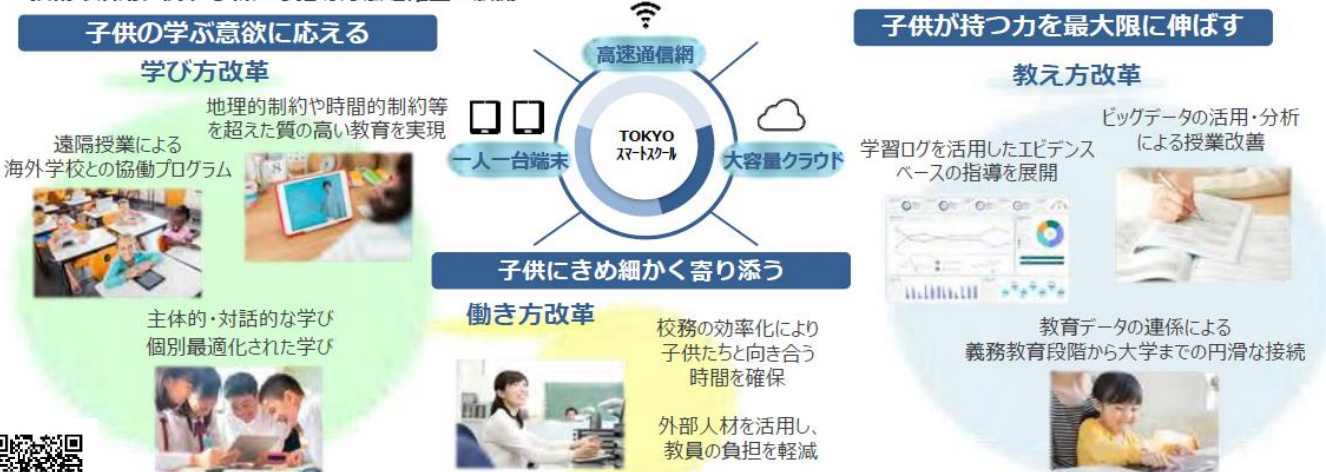 子供の学ぶ意欲に応える
学び方改革
地理的制約や時間的制約等
を超えた質の高い教育を実現
遠隔授業による
海外学校との協働プログラム
主体的・対話的な学び
個別最適化された学び
高速通信網
一人一台端末
TOKYO
スマートスクール
大容量クラウド
子供にきめ細かく寄り添う
働き方改革
校務の効率化により
子供たちと向き合う
時間を確保
外部人材を活用し、
教員の負担を軽減
子供が持つ力を最大限に伸ばす
教え方改革
ビッグデータの活用・分析
による授業改善
学習ログを活用したエビデンス
ベースの指導を展開
教育データの連係による
義務教育段階から大学までの円滑な接続